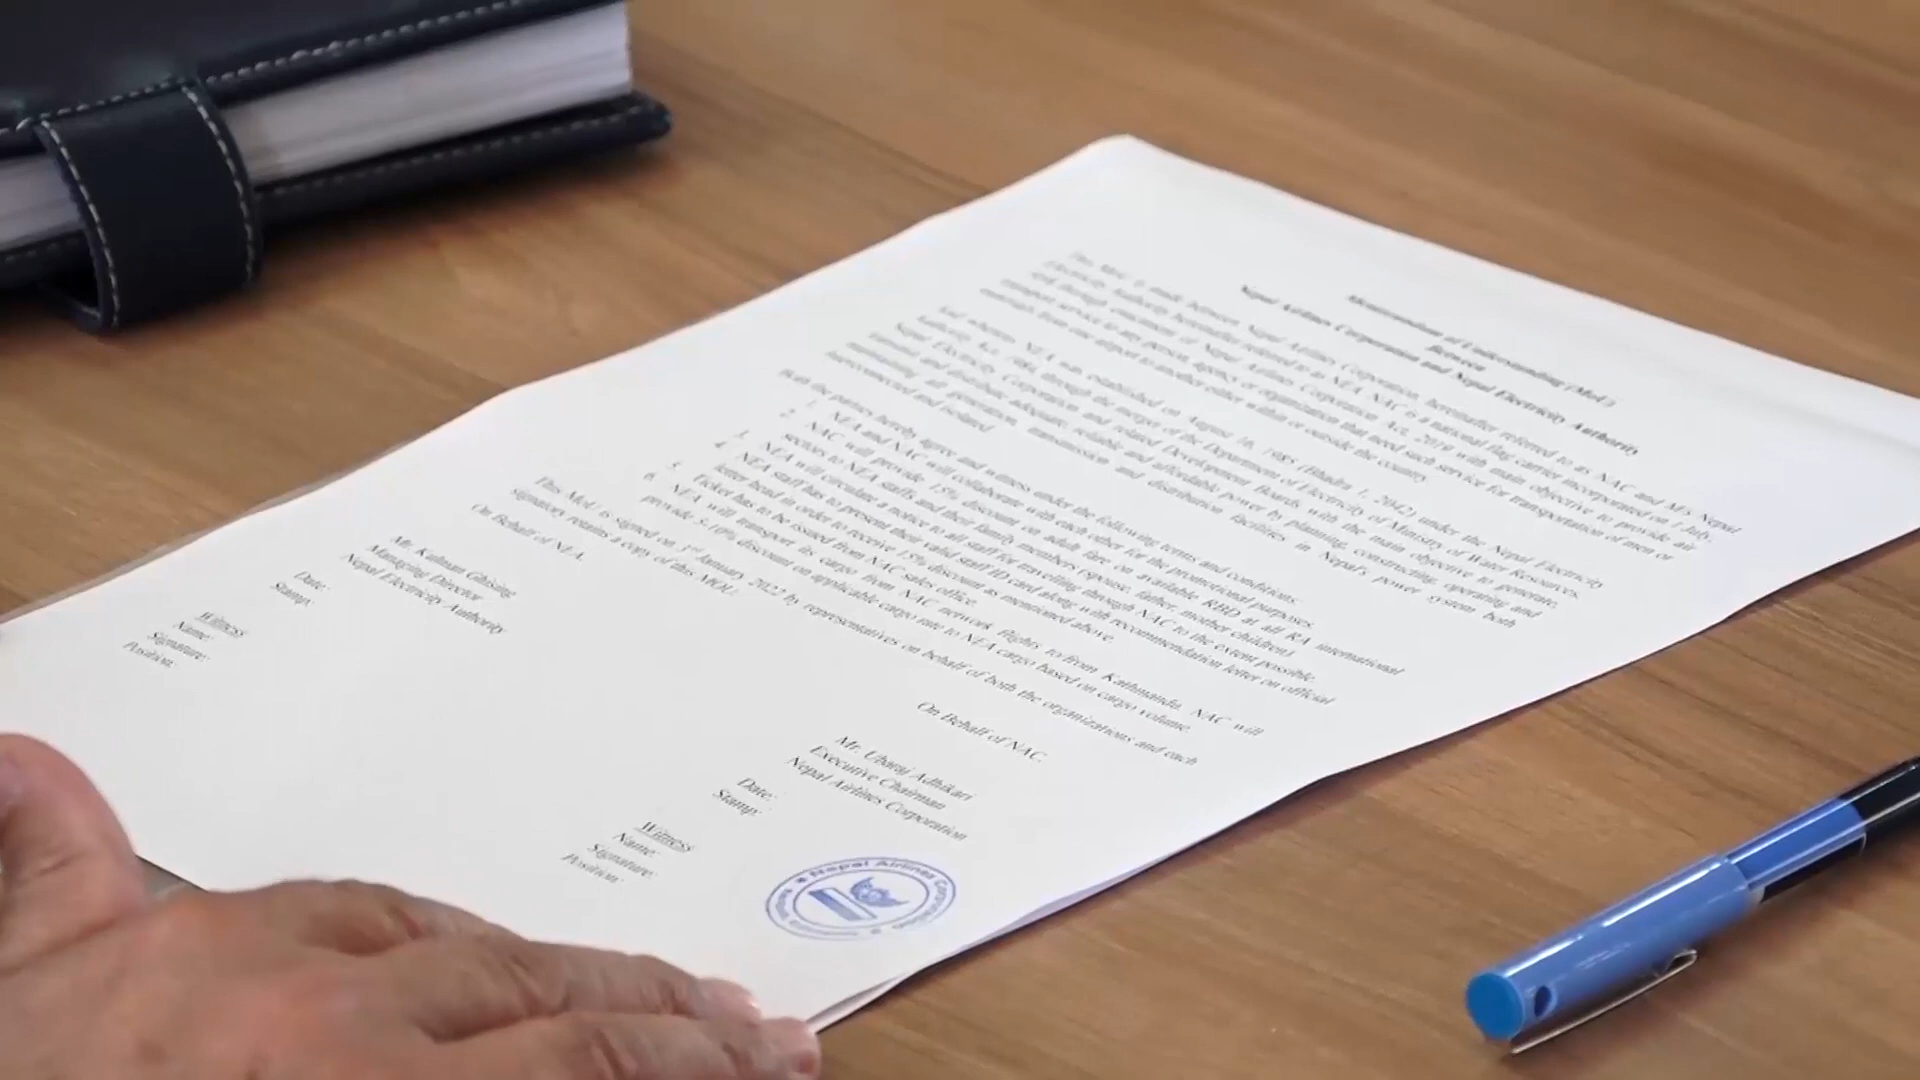 Memorandum of Understanding (MoU)
Between
Nepal Airlines Corporation and Nepal Electricity Authority
This MoU is made between Nepal Airlines Corporation, hereinafter referred to as NAC and M/S Nepal
Electricity Authority hereinafter referred to as NEA. NAC is a national flag carrier incorporated on 1 July,
through enactment of Nepal Airlines Corporation Act, 2019 with main objective to provide air
transport service to any person, agency or organization that need such service for transportation of men or
materials from one airport to another either within or outside the country
And whereas NEA was established on August 16, 1985 (Bhadra 1, 2042) under the Nepal Electricity
Authority Act, 1984, through the merger of the Department of Electricity of Ministry of Water Resources,
Nepal Electricity Corporation and related Development Boards with the main objective to generate,
transmit and distribute adequate, reliable and affordable power by planning, constructing, operating and
maintaining all generation, transmission and distribution facilities in Nepal's power system both
interconnected and isolated.
Both the parties hereby agree and witness under the following terms and conditions.
1. NEA and NAC will collaborate with each other for the promotional purposes.
2. NAC will provide 15% discount on adult fare on available RBD at all RA international
sectors to NEA staffs and their family members (spouse, father, mother children)
3. NEA will circulate a notice to all staff for travelling through NAC to the extent possible.
4. NEA staff has to present their valid staff ID card along with recommendation letter on official
letter head in order to receive 15% discount as mentioned above
5. Ticket has to be issued from NAC sales office.
6. NEA will transport its cargo from NAC network flights to/from Kathmandu. NAC will
provide 5-10% discount on applicable cargo rate to NEA cargo based on cargo volume.
This MoU is signed on 3rd January 2022 by representatives on behalf of both the organizations and each
signatory retains a copy of this MOU.
On Behalf of NEA.
On Behalf of NAC.
Mr. Kulman Ghising
Managing Director
Nepal Electricity Authority
Date:
Stamp:
Mr. Ubaraj Adhikari
Executive Chairman
Nepal Airlines Corporation
Date:
Stamp:
Witness
Name:
Signature:
Position:
Witness
Name:
Signature:
Position:
Nepal Airlines Corporation